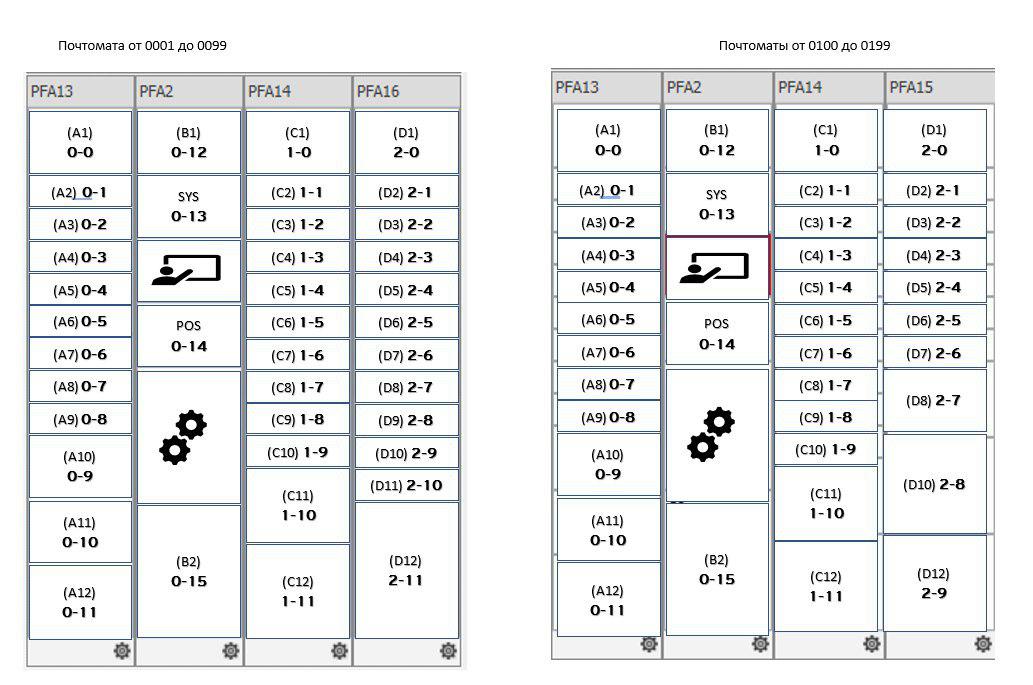 Почтомата от 0001 до 0099
PFA13 PFA2 PFA14 PFA16
(A1)
0-0
(A2) 0-1
(A3) 0-2
(A4) 0-3
(A5) 0-4
(A6) 0-5
(A7) 0-6
(A8) 0-7
(A9) 0-8
(A10)
0-9
(A11)
0-10
(A12)
0-11
(B1)
0-12
SYS
0-13
POS
0-14
(B2)
0-15
(C1)
1-0
(C2) 1-1
(C3) 1-2
(C4) 1-3
(C5) 1-4
(C6) 1-5
(C7) 1-6
(C8) 1-7
(C9) 1-8
(C10) 1-9
(C11)
1-10
(C12)
1-11
(D1)
2-0
(D2) 2-1
(D3) 2-2
(D4) 2-3
(D5) 2-4
(D6) 2-5
(D7) 2-6
(D8) 2-7
(D9) 2-8
(D10) 2-9
(D11) 2-10
(D12)
2-11
Почтоматы от 0100 до 0199
PFA13 PFA2 PFA14 PFA15
(A1)
0-0
(A2) 0-1
(A3) 0-2
(A4) 0-3
(A5) 0-4
(A6) 0-5
(A7) 0-6
(A8) 0-7
(A9) 0-8
(A10)
0-9
(A11)
0-10
(A12)
0-11
(B1)
0-12
SYS
0-13
POS
0-14
(B2)
0-15
(C1)
1-0
(C2) 1-1
(C3) 1-2
(C4) 1-3
(C5) 1-4
(C6) 1-5
(C7) 1-6
(C8) 1-7
(C9) 1-8
(C10) 1-9
(C11)
1-10
(C12)
1-11
(D1)
2-0
(D2) 2-1
(D3) 2-2
(D4) 2-3
(D5) 2-4
(D6) 2-5
(D7) 2-6
(D8) 2-7
(D10) 2-8
(D12)
2-9